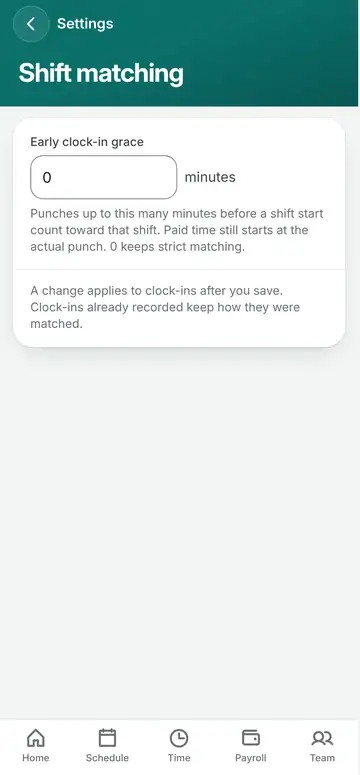 Settings
Shift matching
Early clock-in grace
0 minutes
Punches up to this many minutes before a shift start
count toward that shift. Paid time still starts at the
actual punch. 0 keeps strict matching.
A change applies to clock-ins after you save.
Clock-ins already recorded keep how they were
matched.
Home Schedule Time Payroll Team